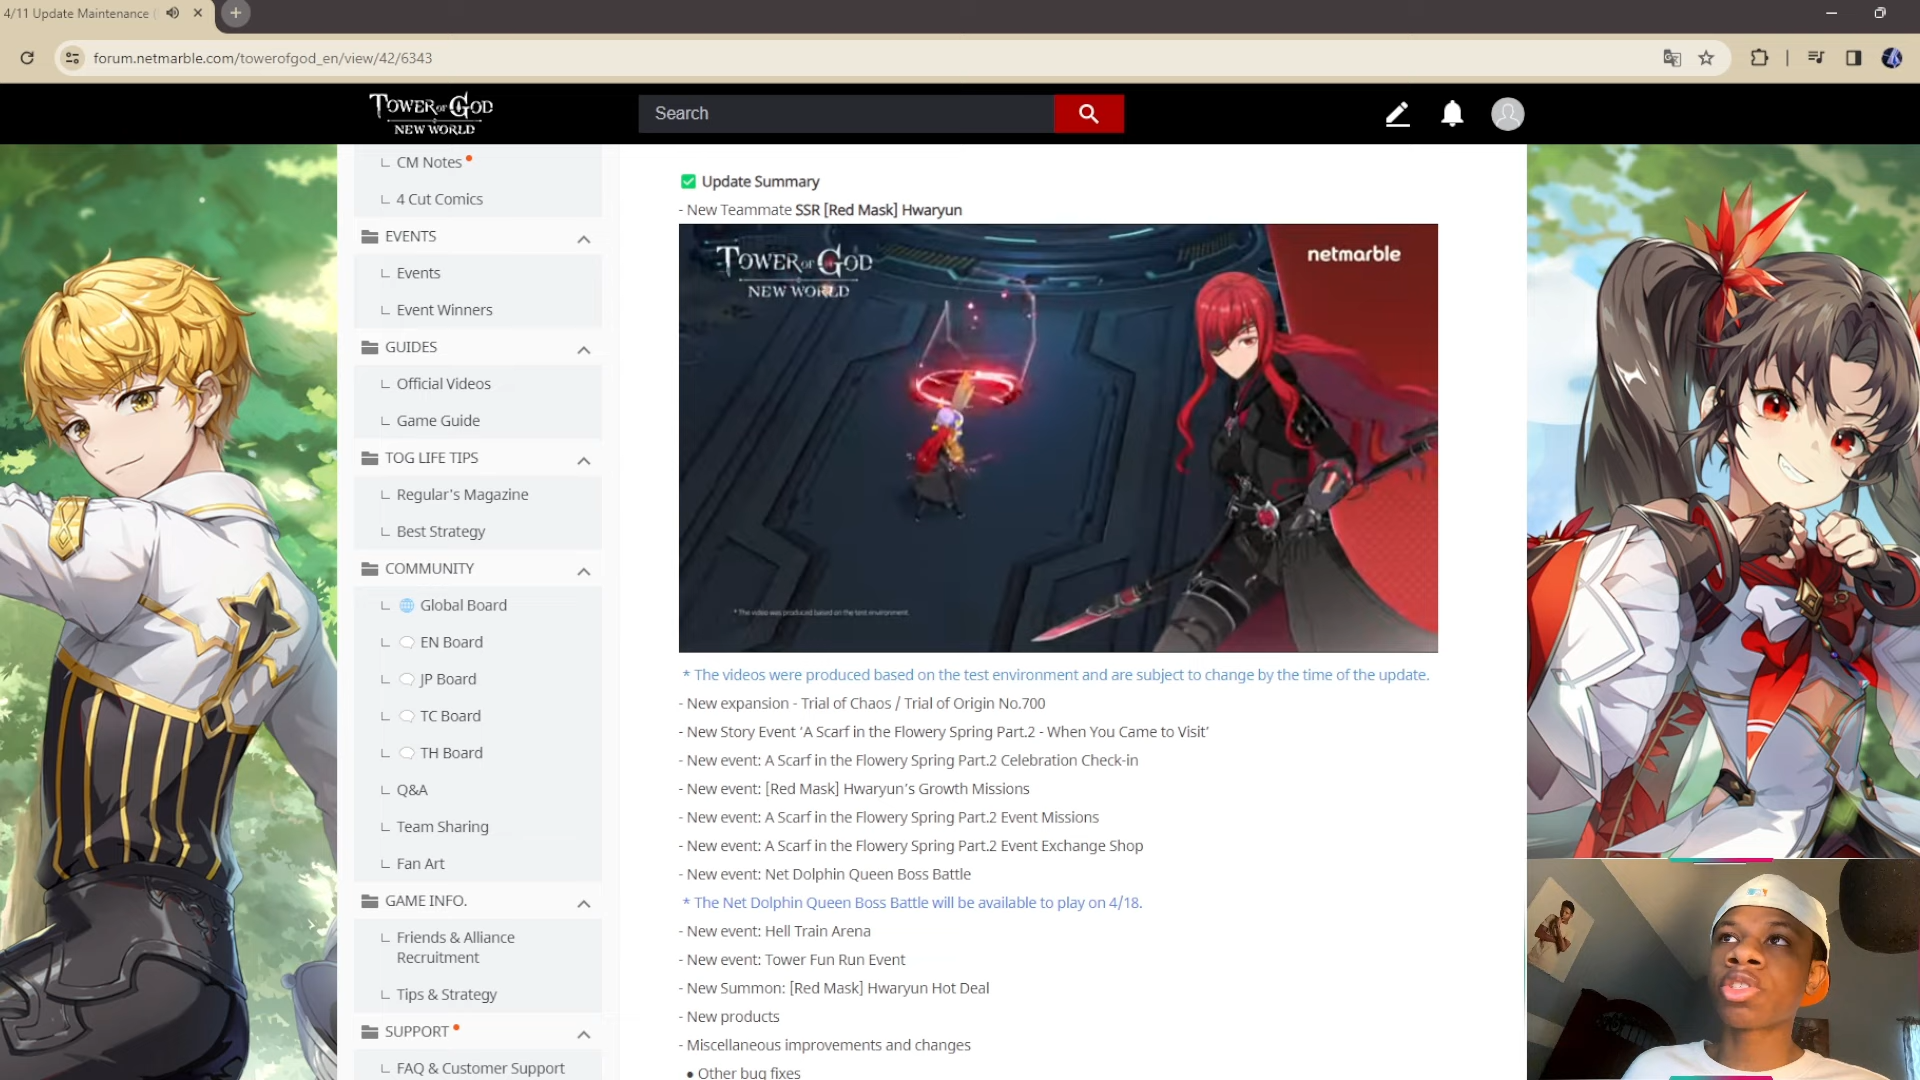 4/11 Update Maintenance
forum.netmarble.com/towerofgod_en/view/42/6343
TOWER of GOD
NEW WORLD
Search
CM Notes
4 Cut Comics
EVENTS
Events
Event Winners
GUIDES
Official Videos
Game Guide
TOG LIFE TIPS
Regular's Magazine
Best Strategy
COMMUNITY
Global Board
EN Board
JP Board
TC Board
TH Board
Q&A
Team Sharing
Fan Art
GAME INFO.
Friends & Alliance
Recruitment
Tips & Strategy
SUPPORT
FAQ & Customer Support
✅ Update Summary
- New Teammate SSR [Red Mask] Hwaryun
TOWER of GOD
NEW WORLD
netmarble
* The video was produced based on the test environment.
* The videos were produced based on the test environment and are subject to change by the time of the update.
- New expansion - Trial of Chaos / Trial of Origin No.700
- New Story Event ‘A Scarf in the Flowery Spring Part.2 - When You Came to Visit’
- New event: A Scarf in the Flowery Spring Part.2 Celebration Check-in
- New event: [Red Mask] Hwaryun’s Growth Missions
- New event: A Scarf in the Flowery Spring Part.2 Event Missions
- New event: A Scarf in the Flowery Spring Part.2 Event Exchange Shop
- New event: Net Dolphin Queen Boss Battle
* The Net Dolphin Queen Boss Battle will be available to play on 4/18.
- New event: Hell Train Arena
- New event: Tower Fun Run Event
- New Summon: [Red Mask] Hwaryun Hot Deal
- New products
- Miscellaneous improvements and changes
● Other bug fixes